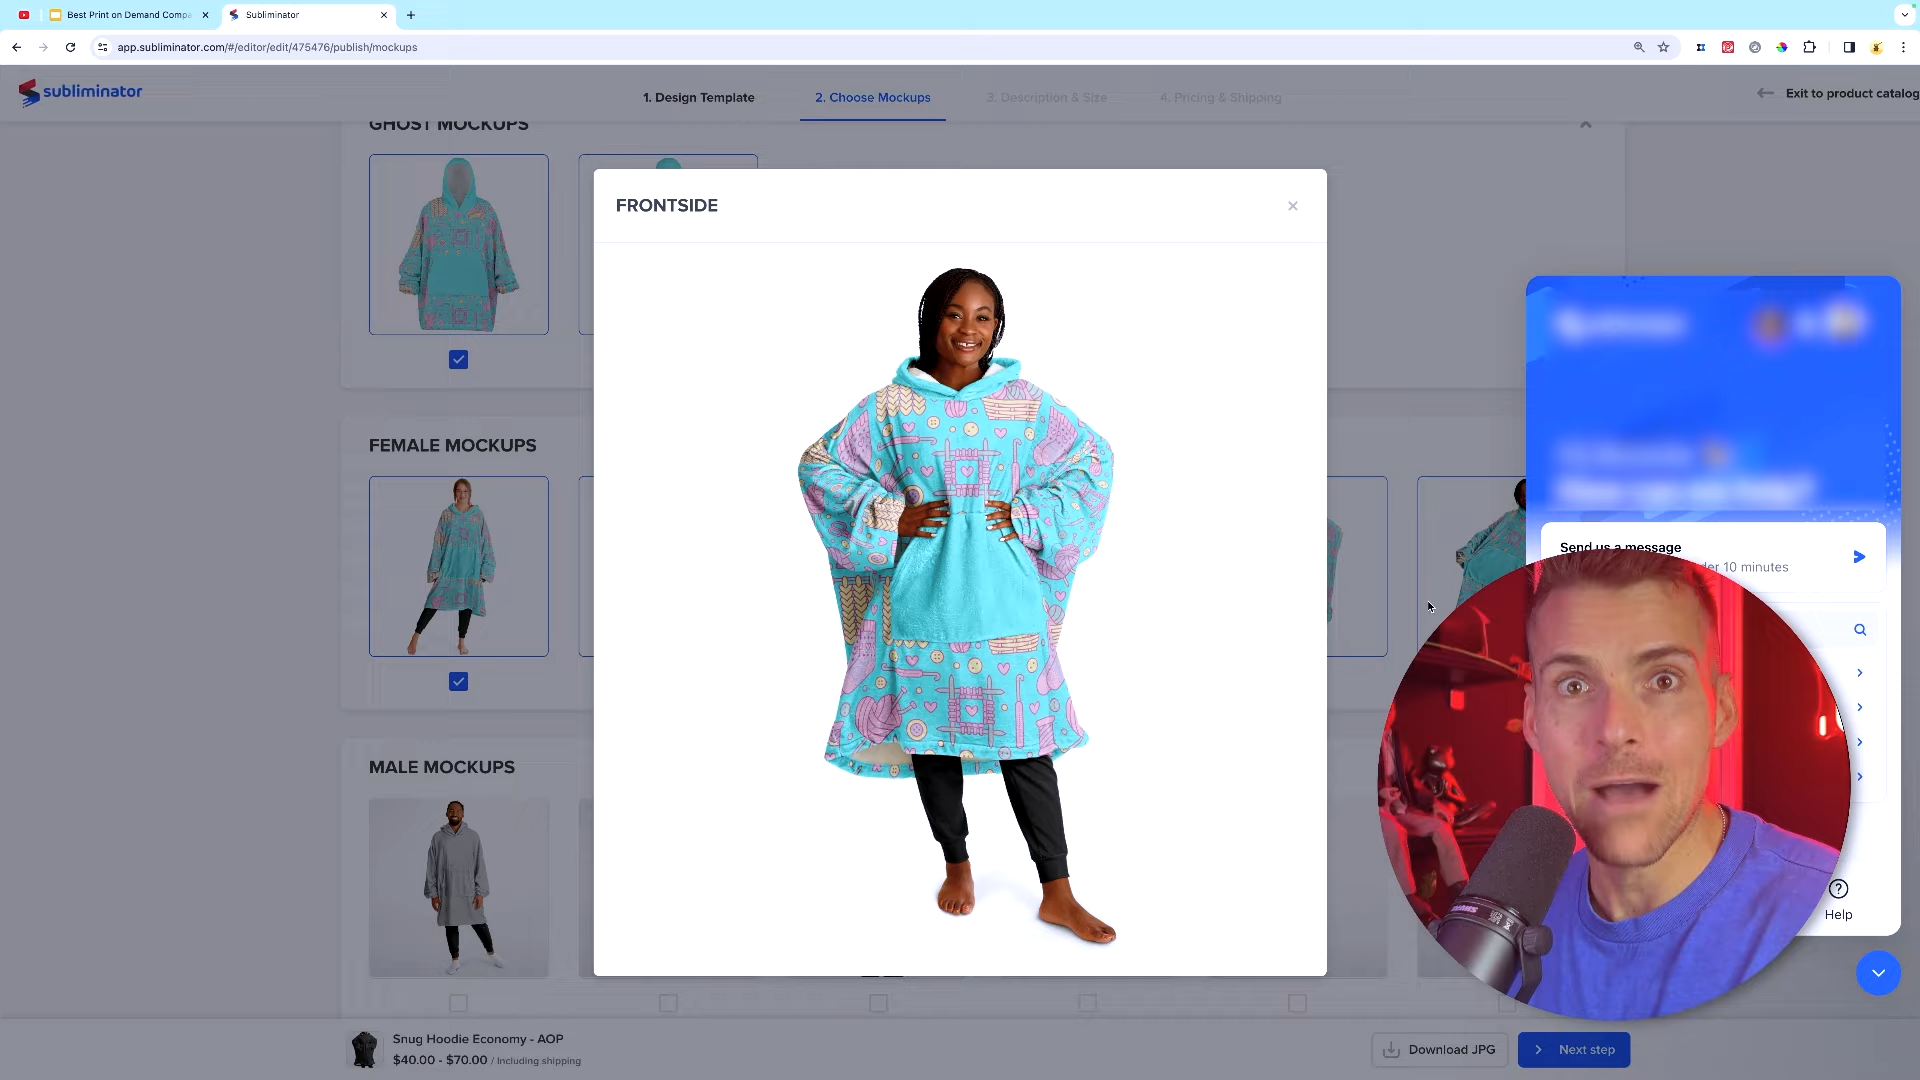 Best Print on Demand Compa
Subliminator
app.subliminator.com/#/editor/edit/475476/publish/mockups
subliminator
1. Design Template
2. Choose Mockups
3. Description & Size
4. Pricing & Shipping
Exit to product catalog
GHOST MOCKUPS
FRONTSIDE
FEMALE MOCKUPS
Send us a message
10 minutes
MALE MOCKUPS
Help
Snug Hoodie Economy - AOP
$40.00 - $70.00 / Including shipping
Download JPG
Next step